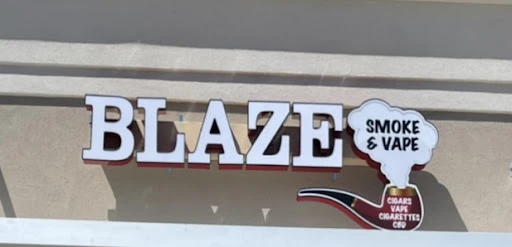 BLAZE
SMOKE
& VAPE
CIGARS
VAPE
CIGARETTES
CBD